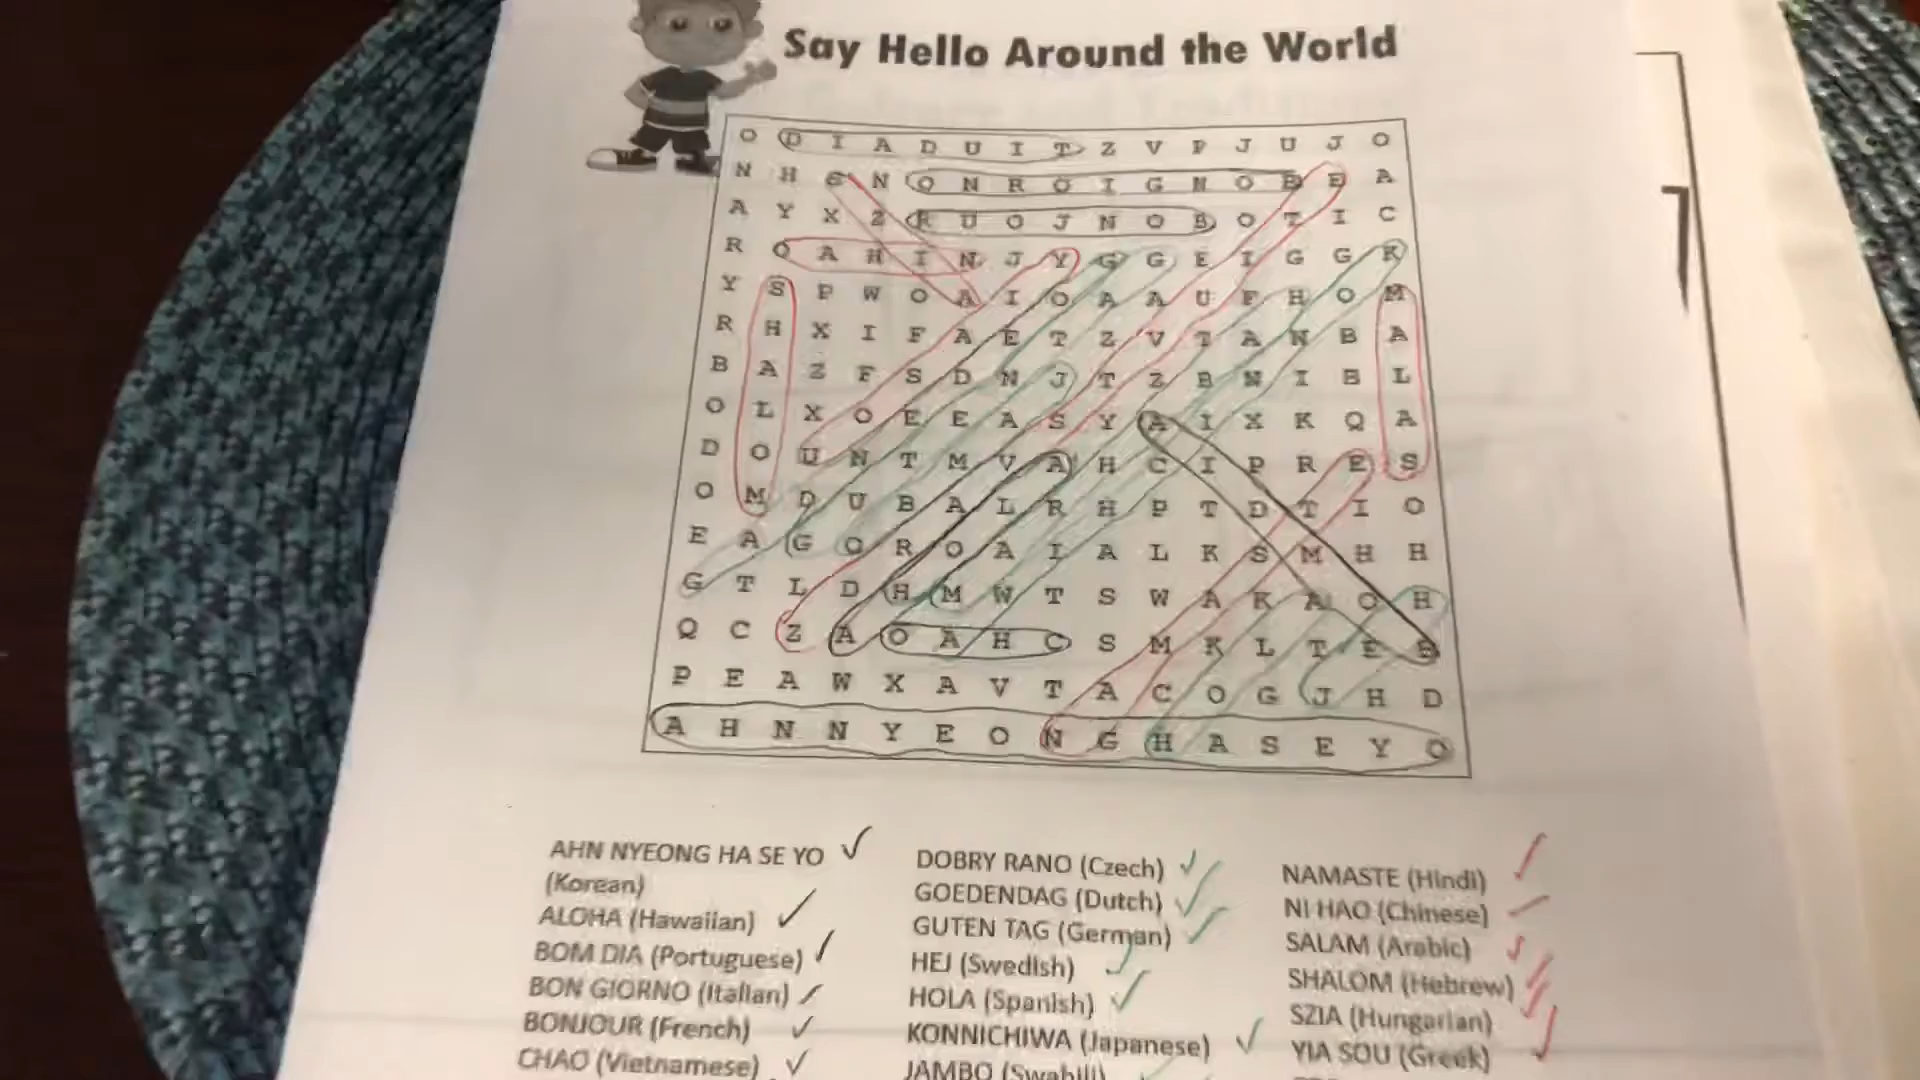 Say Hello Around the World
O D I A D U I T Z V P J U J O
N H E N O N R O I G N O B E A
A Y X Z R U O J N O B O T I C
R O A H I N J Y G G E I G G K
Y S P W O A I O A A U F H O M
R H X I F A E T Z V T A N B A
B A Z F S D N J T Z B N I B L
O L X O E E A S Y A I X K Q A
D O U N T M V A H C I P R E S
O M D U B A L R H P T D T I O
E A G O R O A I A L K S M H H
G T L D H M W T S W A K A O H
Q C Z A O A H C S M K L T E B
P E A W X A V T A C O G J H D
A H N N Y E O N G H A S E Y O
AHN NYEONG HA SE YO
(Korean)
ALOHA (Hawaiian)
BOM DIA (Portuguese)
BON GIORNO (Italian)
BONJOUR (French)
CHAO (Vietnamese)
DOBRY RANO (Czech)
GOEDENDAG (Dutch)
GUTEN TAG (German)
HEJ (Swedish)
HOLA (Spanish)
KONNICHIWA (Japanese)
JAMBO (Swahili)
NAMASTE (Hindi)
NI HAO (Chinese)
SALAM (Arabic)
SHALOM (Hebrew)
SZIA (Hungarian)
YIA SOU (Greek)